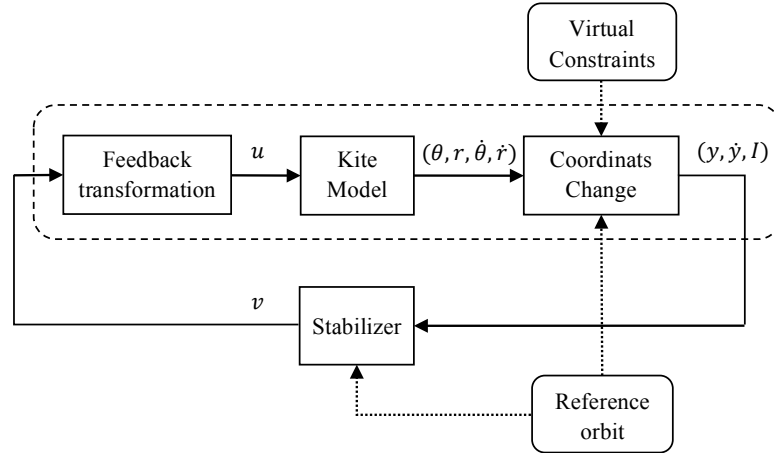 Virtual
Constraints
Feedback
transformation
u
Kite
Model
(θ, r, θ̇, ṙ)
Coordinats
Change
(y, ẏ, I)
v
Stabilizer
Reference
orbit